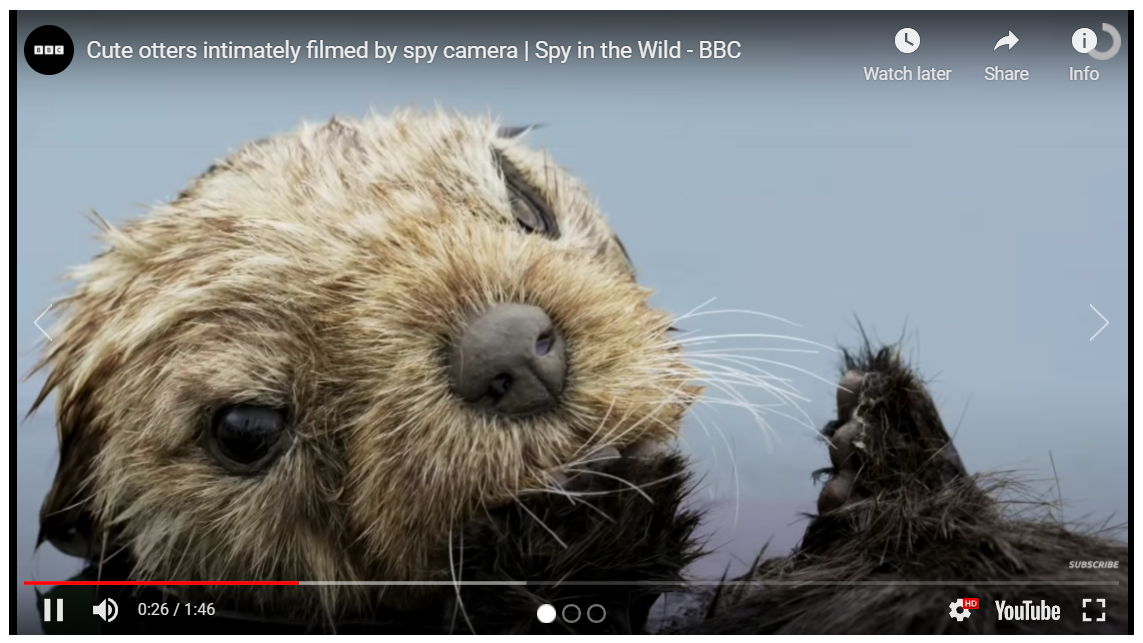 BBC
Cute otters intimately filmed by spy camera | Spy in the Wild - BBC
Watch later
Share
Info
SUBSCRIBE
0:26 / 1:46
HD
YouTube